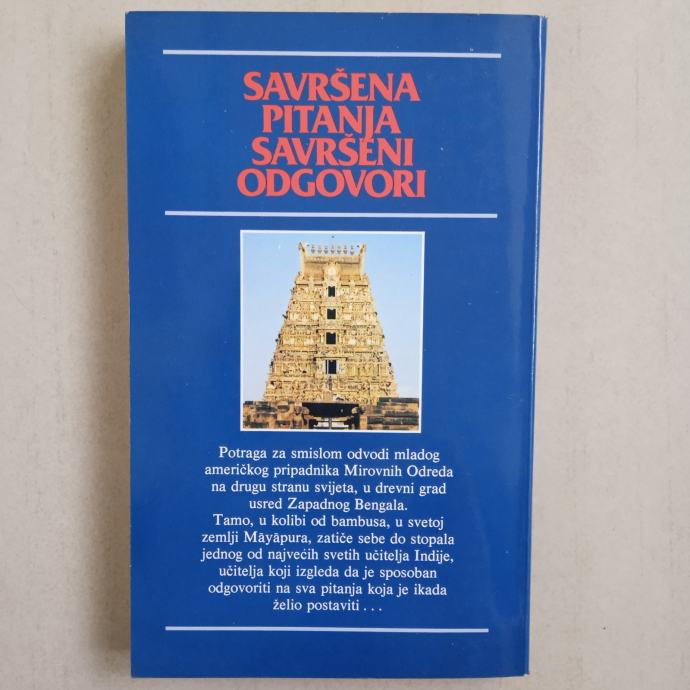 SAVRŠENA
PITANJA
SAVRŠENI
ODGOVORI
Potraga za smislom odvodi mladog
američkog pripadnika Mirovnih Odreda
na drugu stranu svijeta, u drevni grad
usred Zapadnog Bengala.
Tamo, u kolibi od bambusa, u svetoj
zemlji Māyāpura, zatiče sebe do stopala
jednog od najvećih svetih učitelja Indije,
učitelja koji izgleda da je sposoban
odgovoriti na sva pitanja koja je ikada
želio postaviti . . .